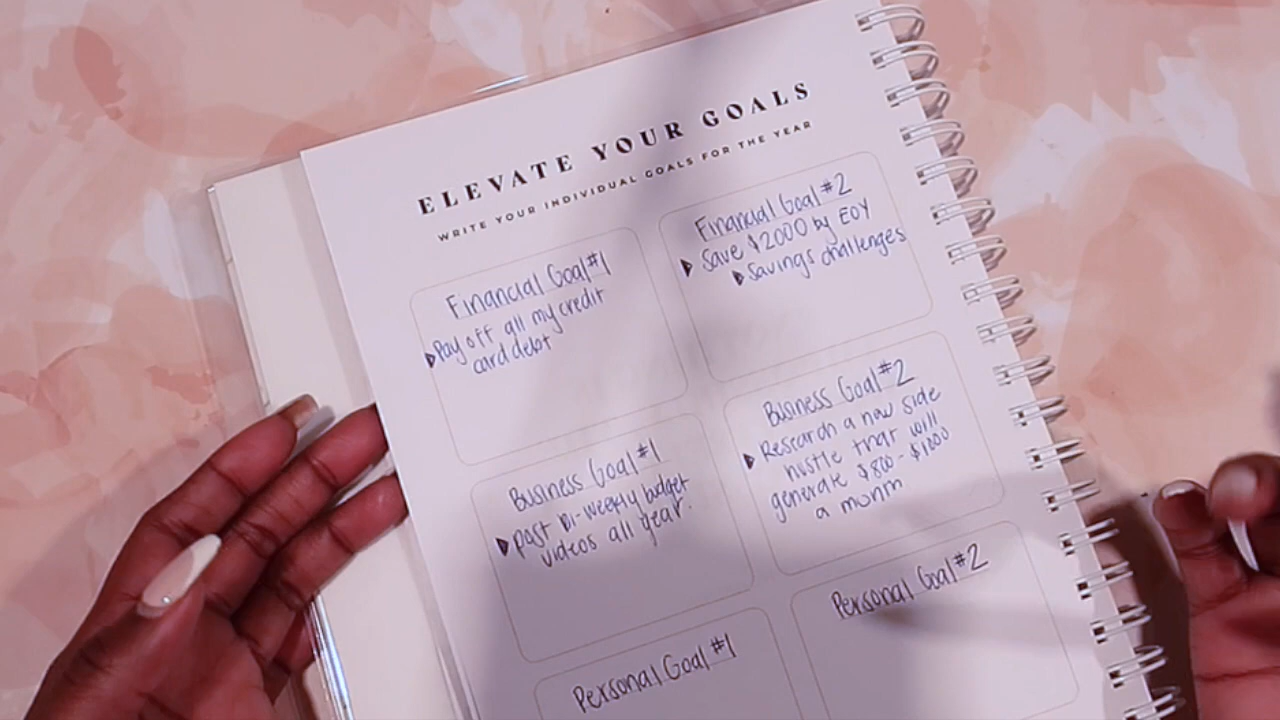 ELEVATE YOUR GOALS
WRITE YOUR INDIVIDUAL GOALS FOR THE YEAR
Financial Goal #1
Pay off all my credit
card debt
Financial Goal #2
Save $2000 by EOY
Savings challenges
Business Goal #1
post bi-weekly budget
videos all year.
Business Goal #2
Research a new side
hustle that will
generate $800-$1000
a month
Personal Goal #1
Personal Goal #2